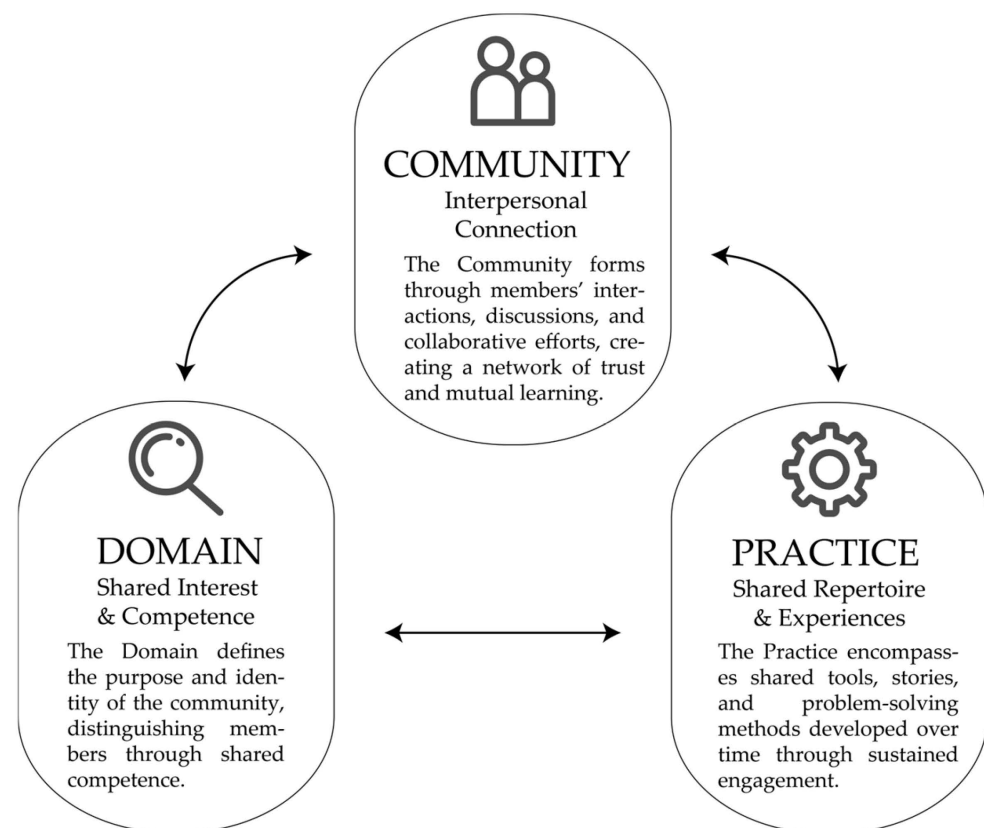 COMMUNITY
Interpersonal
Connection
The Community forms
through members’ inter-
actions, discussions, and
collaborative efforts, cre-
ating a network of trust
and mutual learning.
DOMAIN
Shared Interest
& Competence
The Domain defines
the purpose and iden-
tity of the community,
distinguishing mem-
bers through shared
competence.
PRACTICE
Shared Repertoire
& Experiences
The Practice encompass-
es shared tools, stories,
and problem-solving
methods developed over
time through sustained
engagement.